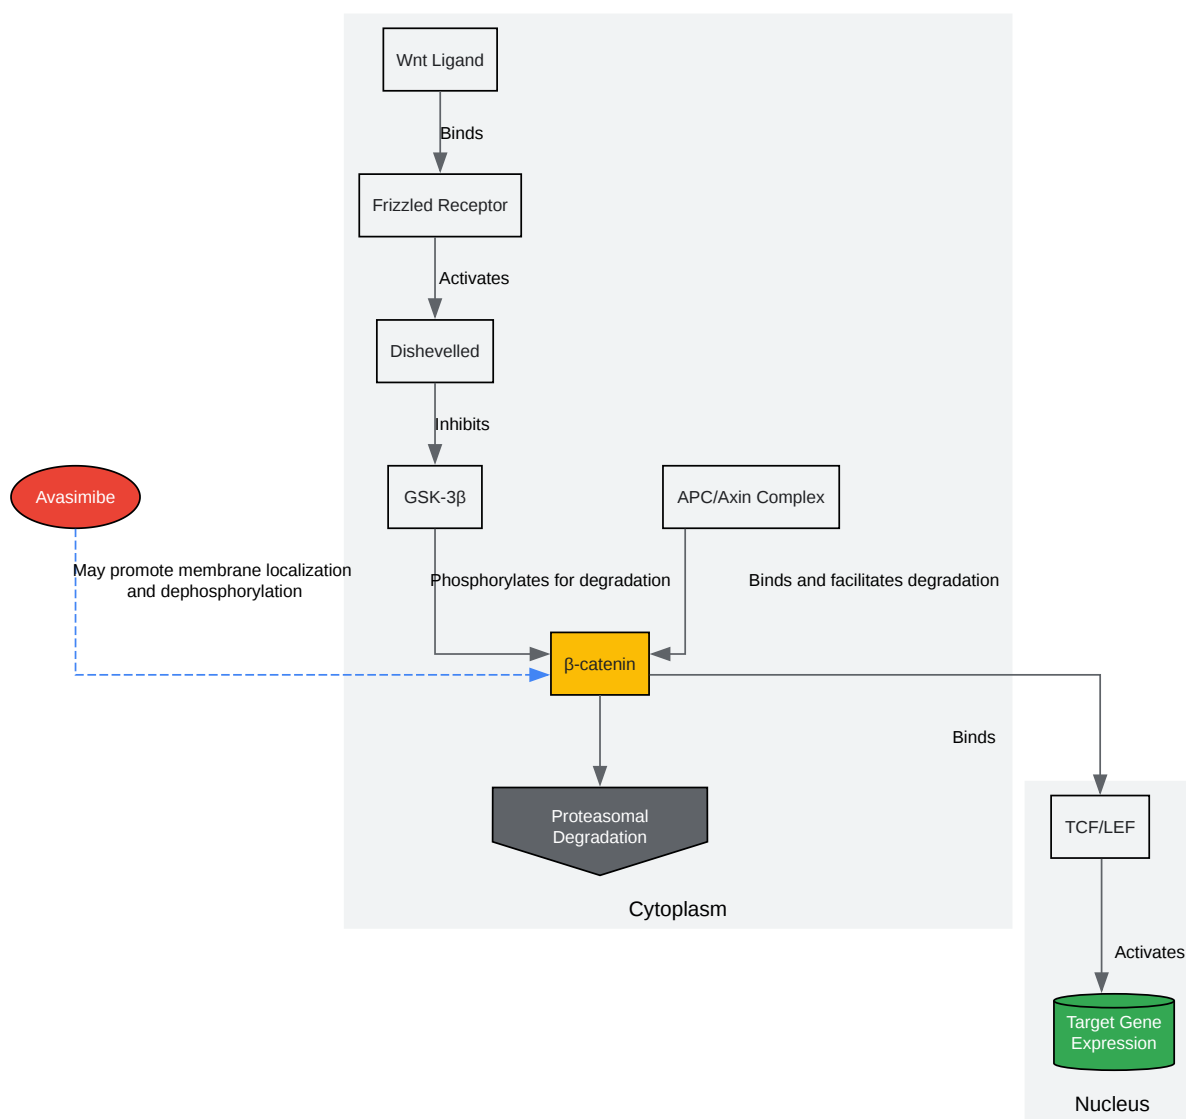 Wnt Ligand
Binds
Frizzled Receptor
Activates
Dishevelled
Inhibits
Avasimibe
GSK-3β
APC/Axin Complex
May promote membrane localization
and dephosphorylation
Phosphorylates for degradation
Binds and facilitates degradation
β-catenin
Binds
Proteasomal
Degradation
TCF/LEF
Cytoplasm
Activates
Target Gene
Expression
Nucleus